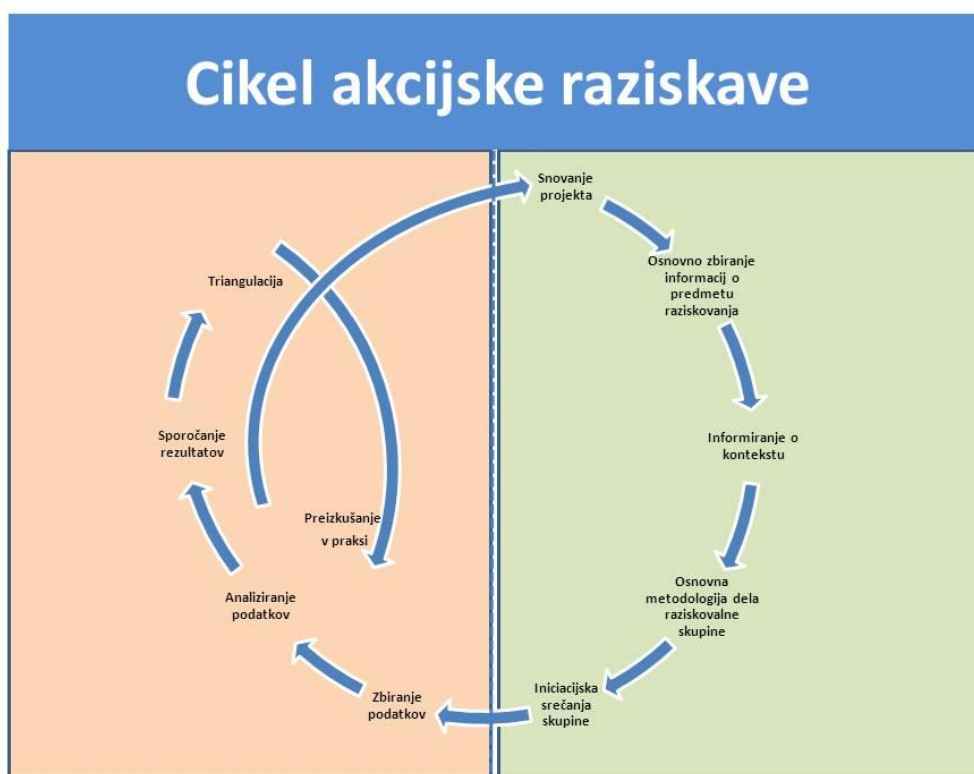 Cikel akcijske raziskave
Snovanje
projekta
Osnovno zbiranje
informacij o
predmetu
raziskovanja
Informiranje o
kontekstu
Osnovna
metodologija dela
raziskovalne
skupine
Iniciacijska
srečanja
skupine
Zbiranje
podatkov
Analiziranje
podatkov
Sporočanje
rezultatov
Triangulacija
Preizkušanje
v praksi